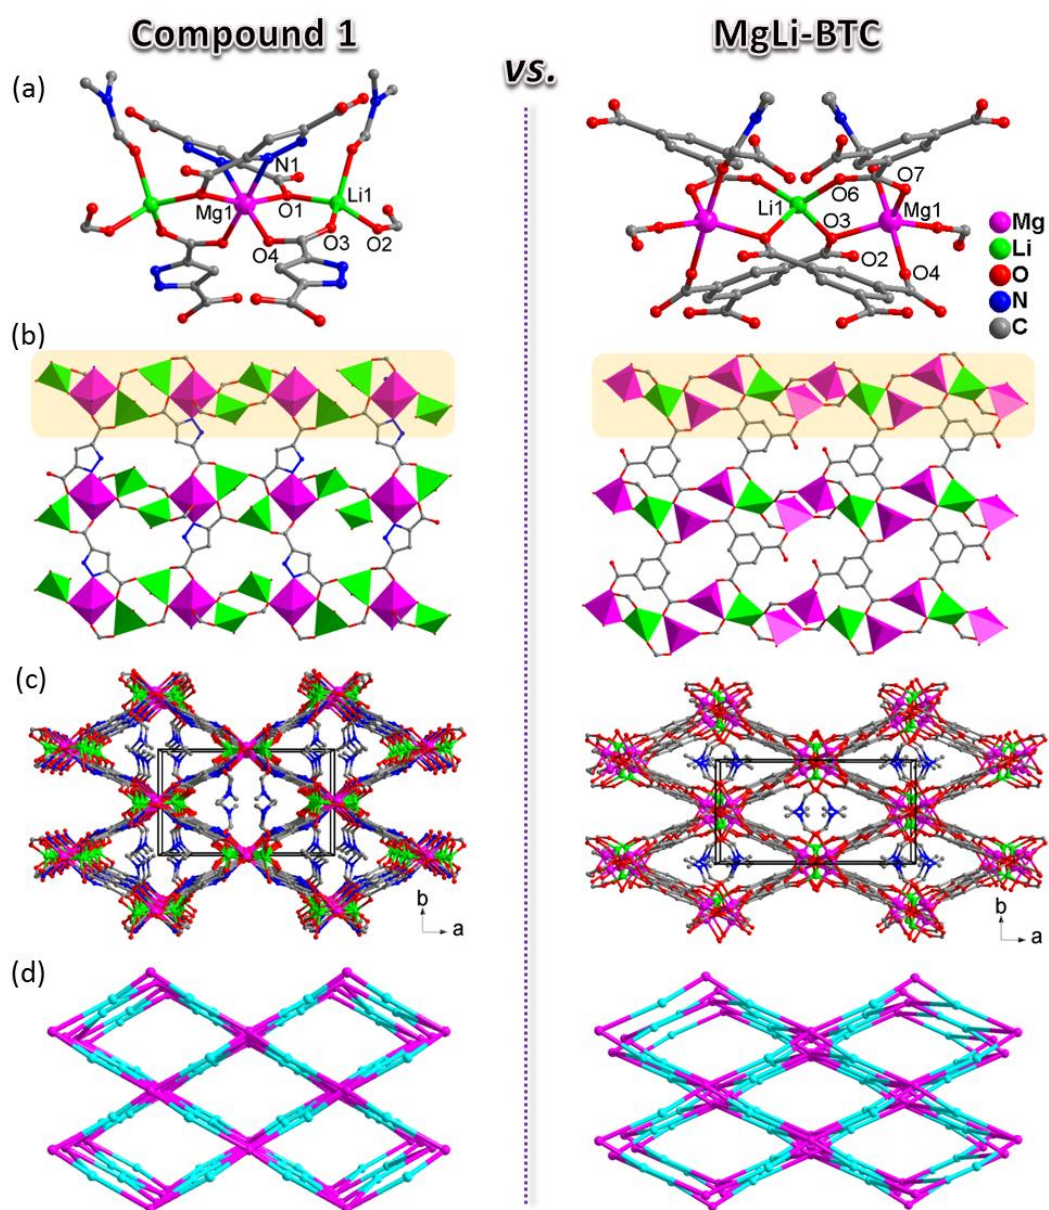 Compound 1
MgLi-BTC
vs.
(a)
N1
Mg1
O1
Li1
O4
O3
O2
Li1
O6
O7
Mg1
O3
O2
O4
Mg
Li
O
N
C
(b)
(c)
b
a
b
a
(d)